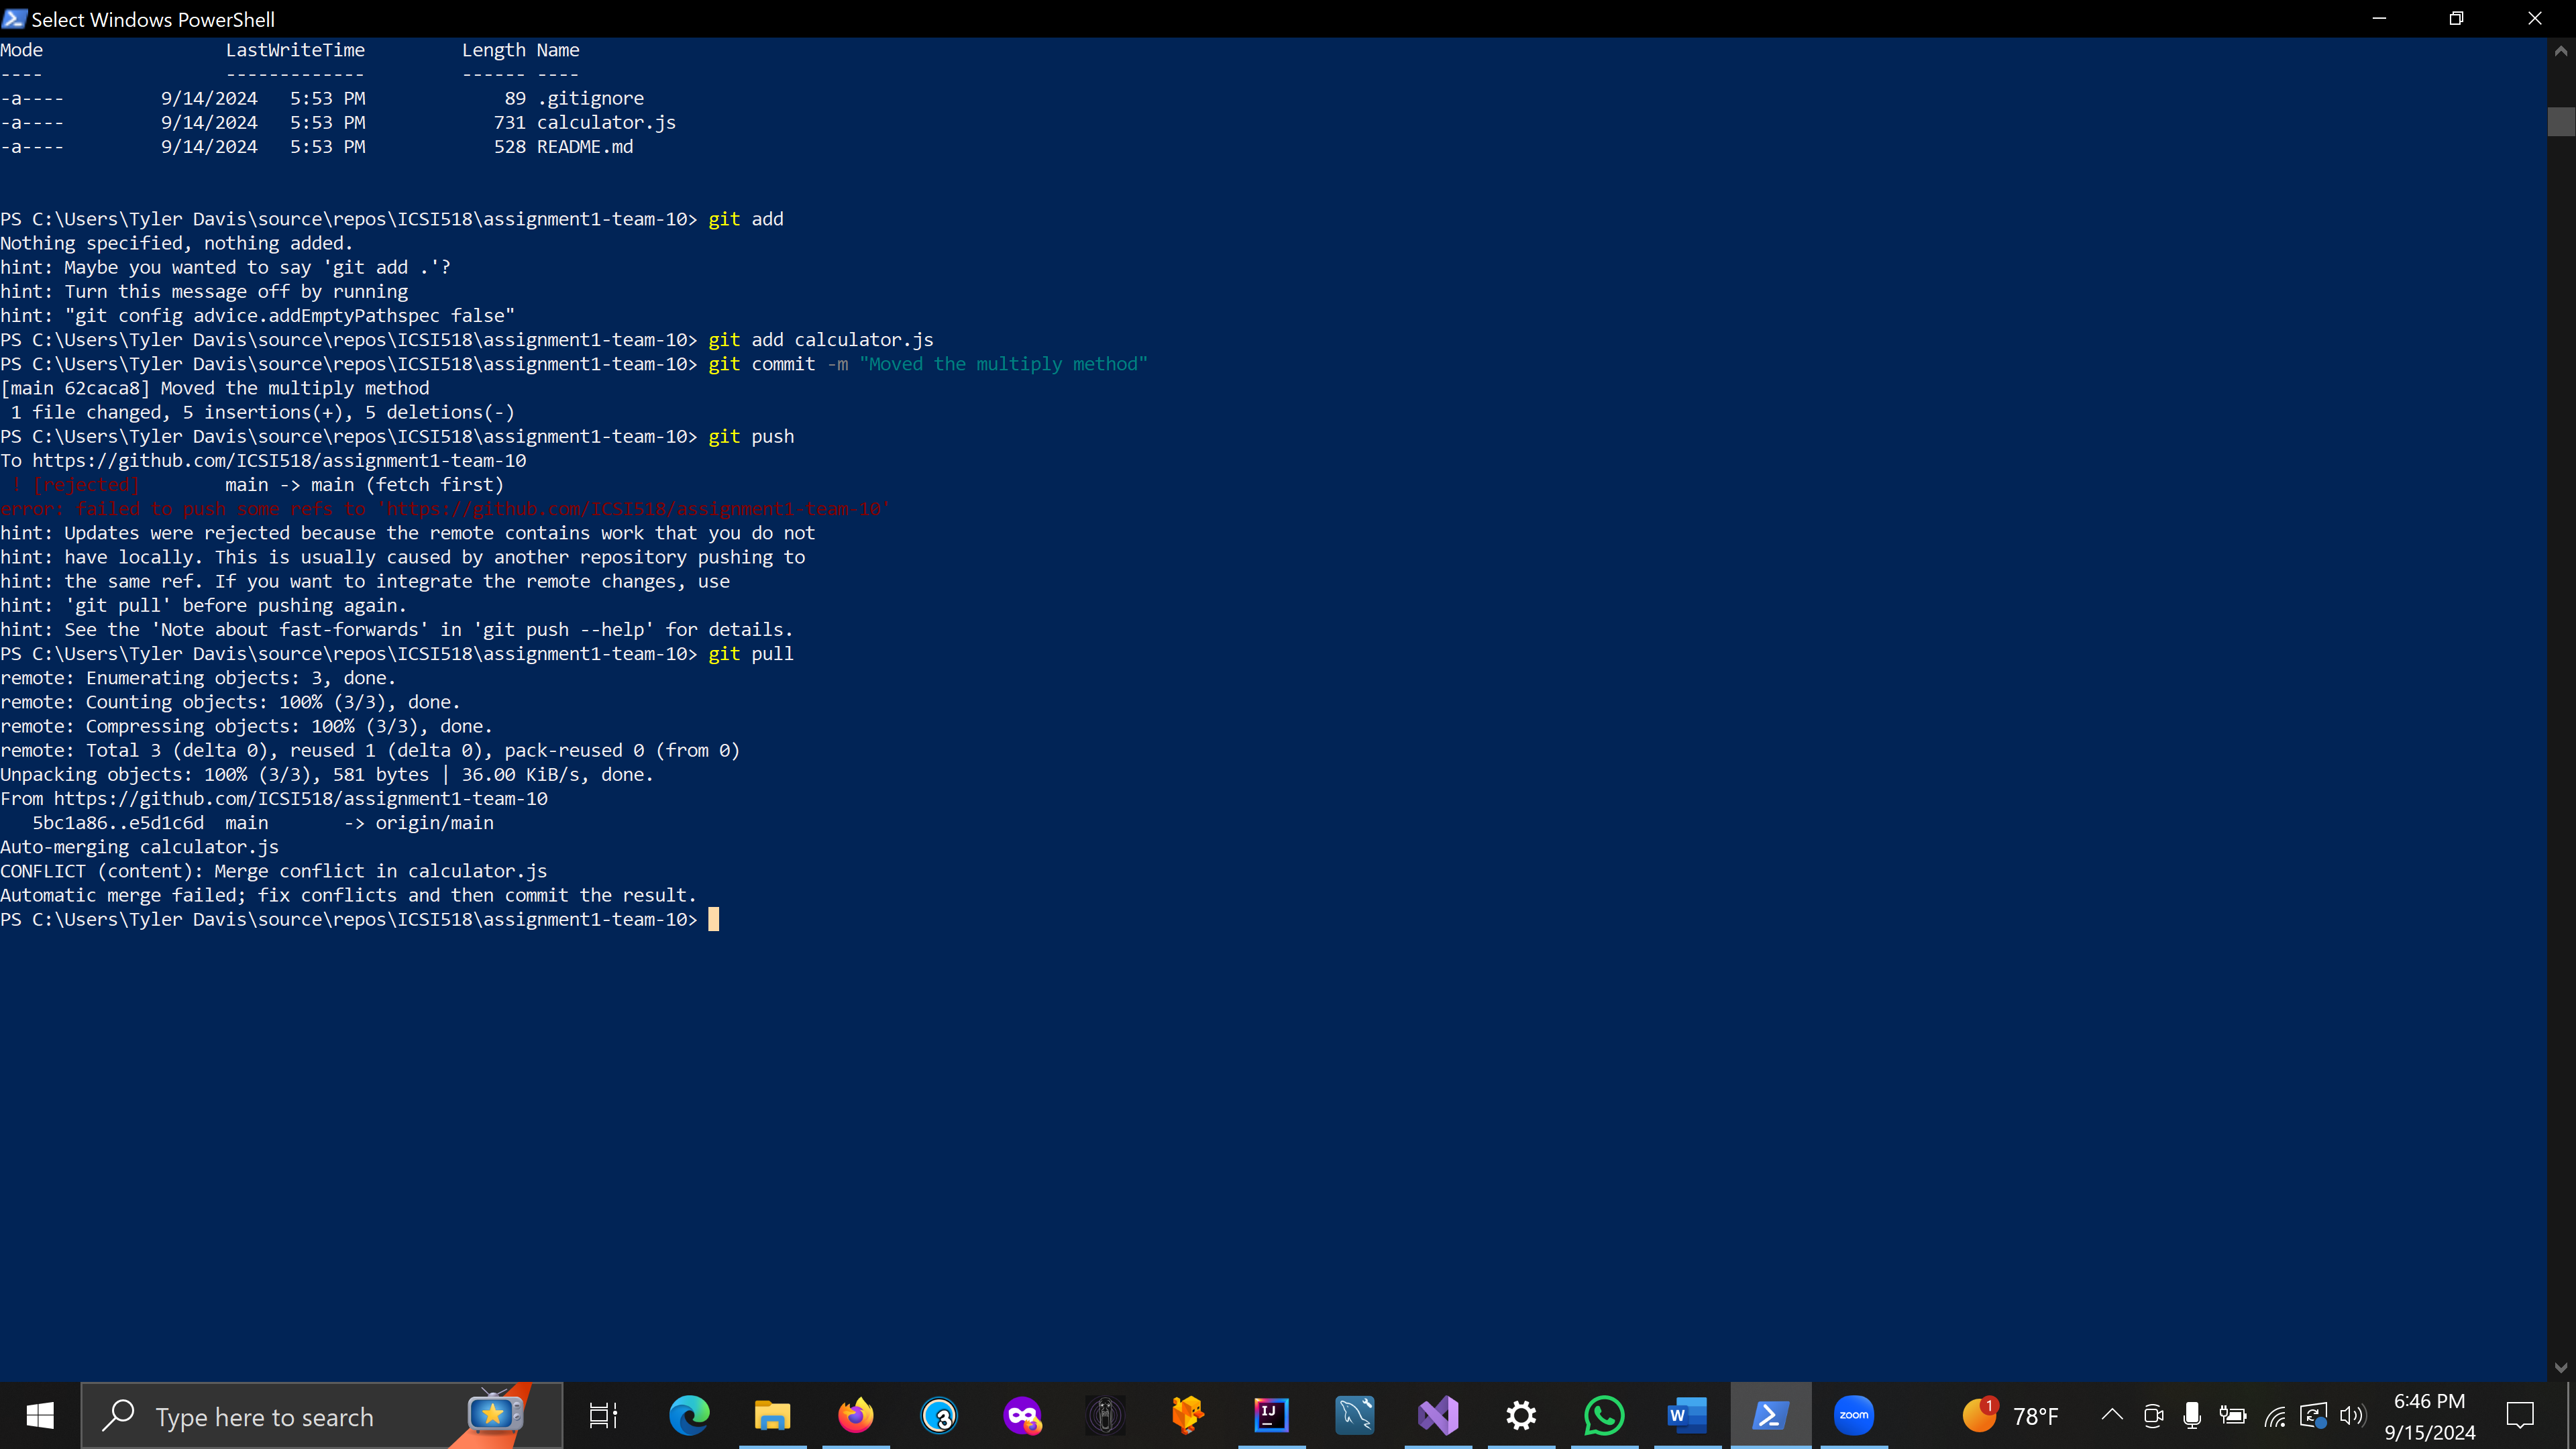 Select Windows PowerShell
Mode                 LastWriteTime         Length Name
----                 -------------         ------ ----
-a----         9/14/2024   5:53 PM             89 .gitignore
-a----         9/14/2024   5:53 PM            731 calculator.js
-a----         9/14/2024   5:53 PM            528 README.md
PS C:\Users\Tyler Davis\source\repos\ICSI518\assignment1-team-10> git add
Nothing specified, nothing added.
hint: Maybe you wanted to say 'git add .'?
hint: Turn this message off by running
hint: "git config advice.addEmptyPathspec false"
PS C:\Users\Tyler Davis\source\repos\ICSI518\assignment1-team-10> git add calculator.js
PS C:\Users\Tyler Davis\source\repos\ICSI518\assignment1-team-10> git commit -m "Moved the multiply method"
[main 62caca8] Moved the multiply method
 1 file changed, 5 insertions(+), 5 deletions(-)
PS C:\Users\Tyler Davis\source\repos\ICSI518\assignment1-team-10> git push
To https://github.com/ICSI518/assignment1-team-10
 ! [rejected]        main -> main (fetch first)
error: failed to push some refs to 'https://github.com/ICSI518/assignment1-team-10'
hint: Updates were rejected because the remote contains work that you do not
hint: have locally. This is usually caused by another repository pushing to
hint: the same ref. If you want to integrate the remote changes, use
hint: 'git pull' before pushing again.
hint: See the 'Note about fast-forwards' in 'git push --help' for details.
PS C:\Users\Tyler Davis\source\repos\ICSI518\assignment1-team-10> git pull
remote: Enumerating objects: 3, done.
remote: Counting objects: 100% (3/3), done.
remote: Compressing objects: 100% (3/3), done.
remote: Total 3 (delta 0), reused 1 (delta 0), pack-reused 0 (from 0)
Unpacking objects: 100% (3/3), 581 bytes | 36.00 KiB/s, done.
From https://github.com/ICSI518/assignment1-team-10
   5bc1a86..e5d1c6d  main       -> origin/main
Auto-merging calculator.js
CONFLICT (content): Merge conflict in calculator.js
Automatic merge failed; fix conflicts and then commit the result.
PS C:\Users\Tyler Davis\source\repos\ICSI518\assignment1-team-10>
Type here to search
3
IJ
W
zoom
1
78°F
6:46 PM
9/15/2024